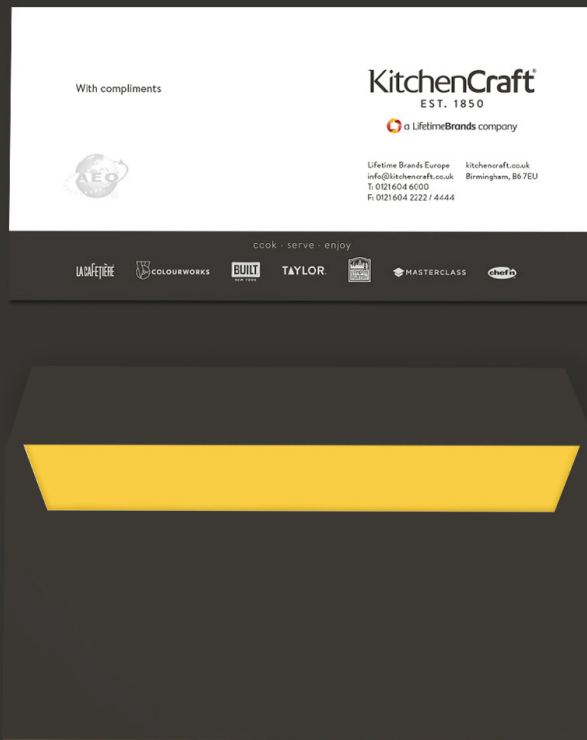 With compliments
KitchenCraft®
EST. 1850
a LifetimeBrands company
AEO
Lifetime Brands Europe
info@kitchencraft.co.uk
T: 0121 604 6000
F: 0121 604 2222 / 4444
kitchencraft.co.uk
Birmingham, B6 7EU
cook · serve · enjoy
LA CAFETIÈRE
COLOURWORKS
BUILT
NEW YORK
TAYLOR
MASTERCLASS
chef'n